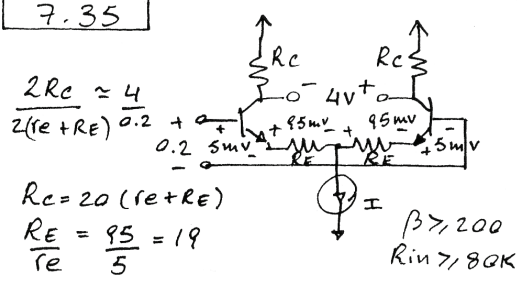 7.35
Rc Rc
2Rc / 2(re + RE) ≃ 4 / 0.2
- 4V +
+ 0.2 -
+ 5mV -
+ 95mV - + 95mV -
- 5mV +
RE RE
I
Rc = 20 (re + RE)
RE / re = 95 / 5 = 19
β ⩾ 200
Rin ⩾ 80K